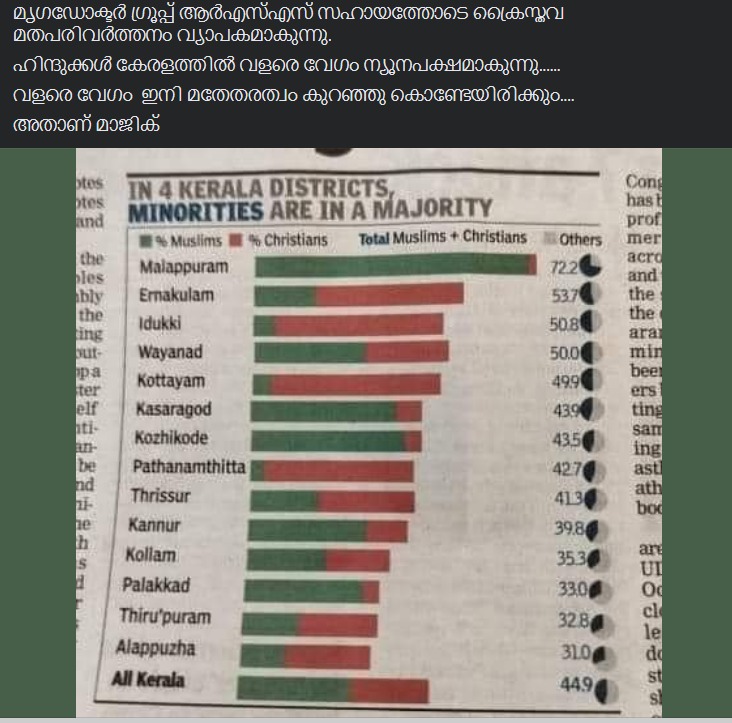 മൃഗഡോക്ടർ ഗ്രൂപ്പ് ആർഎസ്എസ് സഹായത്തോടെ ക്രൈസ്തവ
മതപരിവർത്തനം വ്യാപകമാകുന്നു.
ഹിന്ദുക്കൾ കേരളത്തിൽ വളരെ വേഗം ന്യൂനപക്ഷമാകുന്നു......
വളരെ വേഗം ഇനി മതേതരത്വം കുറഞ്ഞു കൊണ്ടേയിരിക്കും....
അതാണ് മാജിക്
IN 4 KERALA DISTRICTS,
MINORITIES ARE IN A MAJORITY
% Muslims % Christians Total Muslims + Christians Others
Malappuram 72.2
Ernakulam 53.7
Idukki 50.8
Wayanad 50.0
Kottayam 49.9
Kasaragod 43.9
Kozhikode 43.5
Pathanamthitta 42.7
Thrissur 41.3
Kannur 39.8
Kollam 35.3
Palakkad 33.0
Thiru'puram 32.8
Alappuzha 31.0
All Kerala 44.9